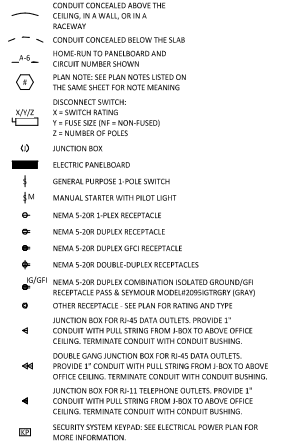 CONDUIT CONCEALED ABOVE THE
CEILING, IN A WALL, OR IN A
RACEWAY
CONDUIT CONCEALED BELOW THE SLAB
A-6 HOME-RUN TO PANELBOARD AND
CIRCUIT NUMBER SHOWN
# PLAN NOTE: SEE PLAN NOTES LISTED ON
THE SAME SHEET FOR NOTE MEANING
DISCONNECT SWITCH:
X/Y/Z X = SWITCH RATING
Y = FUSE SIZE (NF = NON-FUSED)
Z = NUMBER OF POLES
(J) JUNCTION BOX
ELECTRIC PANELBOARD
$ GENERAL PURPOSE 1-POLE SWITCH
$M MANUAL STARTER WITH PILOT LIGHT
NEMA 5-20R 1-PLEX RECEPTACLE
NEMA 5-20R DUPLEX RECEPTACLE
NEMA 5-20R DUPLEX GFCI RECEPTACLE
NEMA 5-20R DOUBLE-DUPLEX RECEPTACLES
IG/GFI NEMA 5-20R DUPLEX COMBINATION ISOLATED GROUND/GFI
RECEPTACLE PASS & SEYMOUR MODEL#2095IGTRGRY (GRAY)
OTHER RECEPTACLE - SEE PLAN FOR RATING AND TYPE
JUNCTION BOX FOR RJ-45 DATA OUTLETS. PROVIDE 1"
CONDUIT WITH PULL STRING FROM J-BOX TO ABOVE OFFICE
CEILING. TERMINATE CONDUIT WITH CONDUIT BUSHING.
DOUBLE GANG JUNCTION BOX FOR RJ-45 DATA OUTLETS.
PROVIDE 1" CONDUIT WITH PULL STRING FROM J-BOX TO ABOVE
OFFICE CEILING. TERMINATE CONDUIT WITH CONDUIT BUSHING.
JUNCTION BOX FOR RJ-11 TELEPHONE OUTLETS. PROVIDE 1"
CONDUIT WITH PULL STRING FROM J-BOX TO ABOVE OFFICE
CEILING. TERMINATE CONDUIT WITH CONDUIT BUSHING.
KP SECURITY SYSTEM KEYPAD: SEE ELECTRICAL POWER PLAN FOR
MORE INFORMATION.